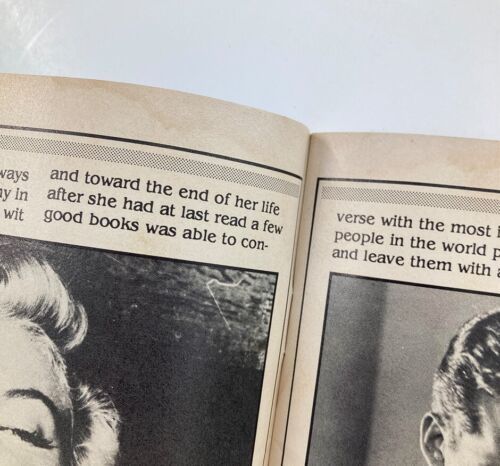 ways
in
wit
and toward the end of her life
after she had at last read a few
good books was able to con-
verse with the most
people in the world
and leave them with